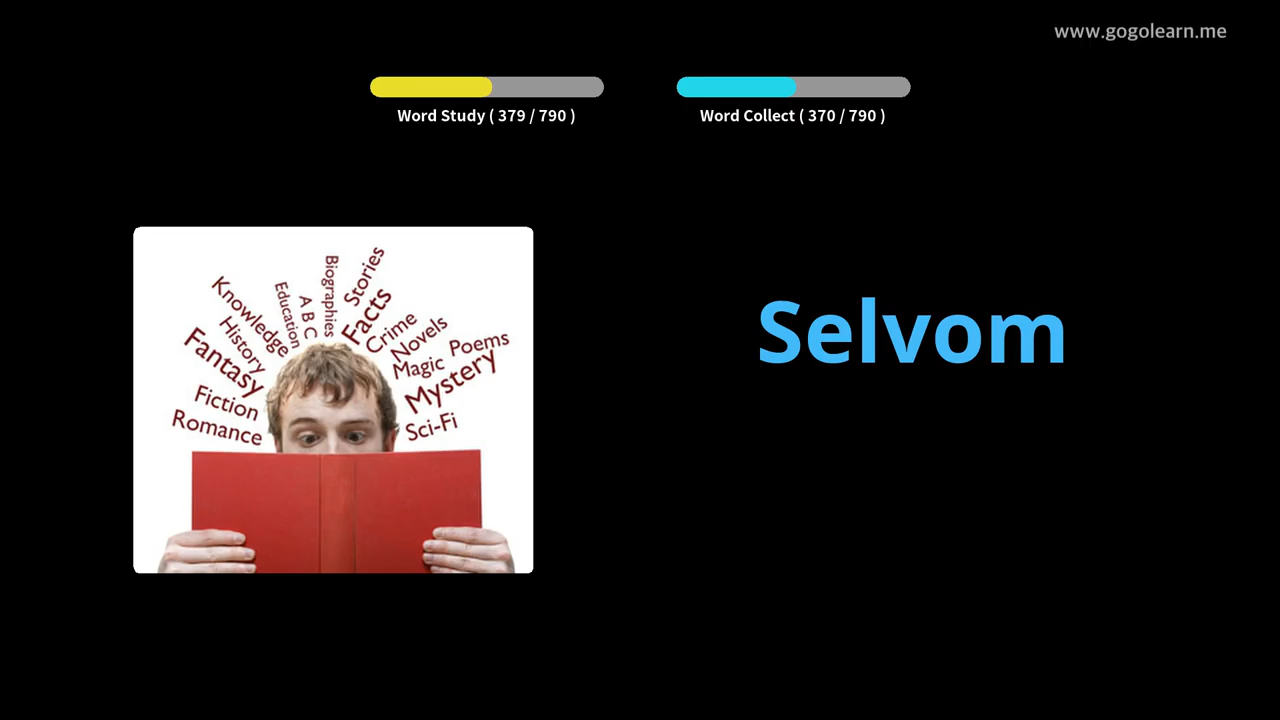 www.gogolearn.me
Word Study ( 379 / 790 )
Word Collect ( 370 / 790 )
Selvom
Romance
Fiction
Fantasy
History
Knowledge
Education
A B C
Biographies
Stories
Facts
Crime
Novels
Magic
Poems
Mystery
Sci-Fi